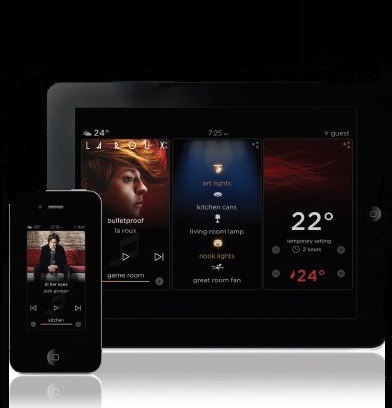 24°
7:25 PM
guest
LA ROUX
bulletproof
la roux
game room
art lights
kitchen cans
living room lamp
nook lights
great room fan
22°
temporary setting
2 hours
24°
in her eyes
josh groban
kitchen